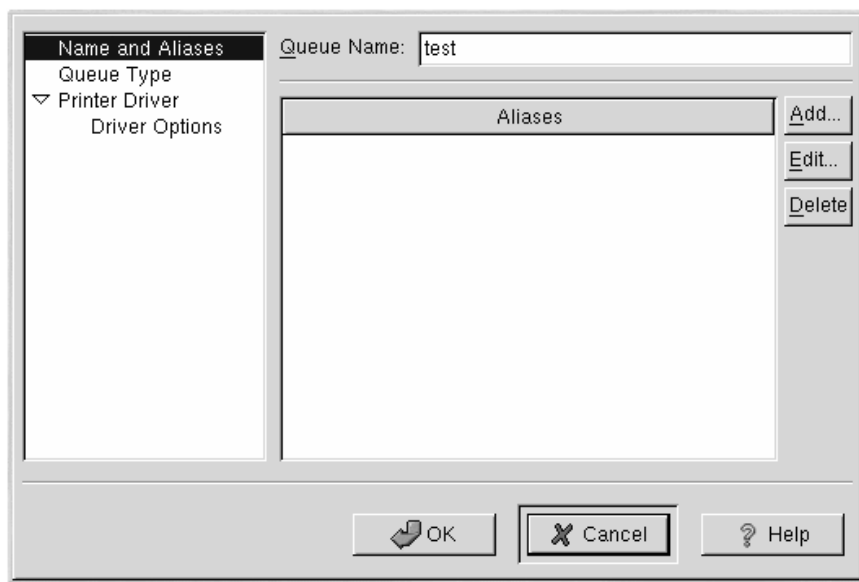 Name and Aliases
Queue Type
Printer Driver
Driver Options
Queue Name: test
Aliases
Add...
Edit...
Delete
OK
Cancel
Help